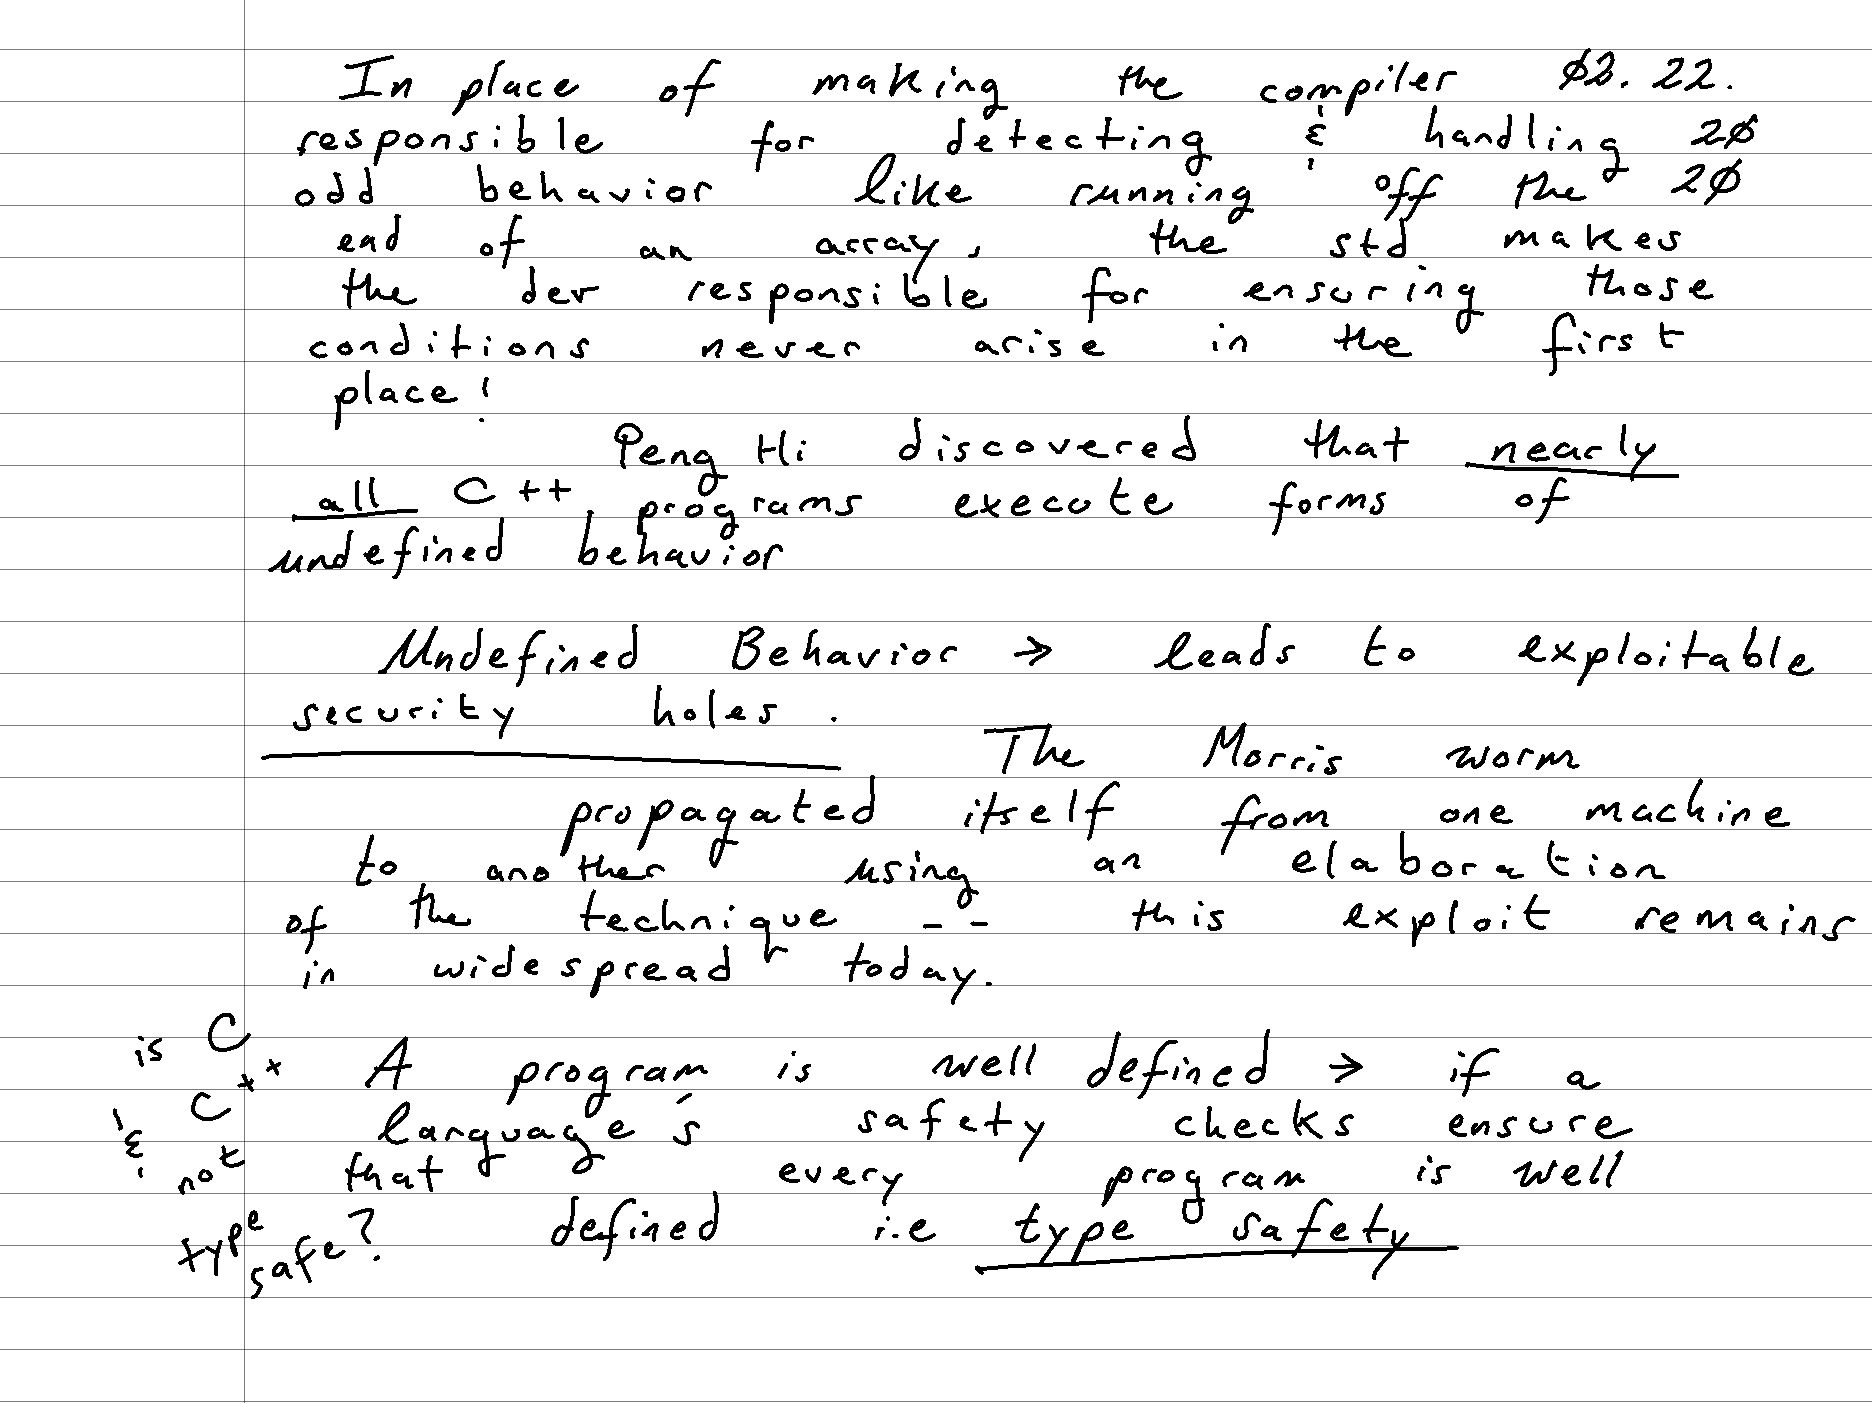 In place of making the compiler 02.22.
responsible for detecting & handling 20
odd behavior like running off the 20
end of an array, the std makes
the dev responsible for ensuring those
conditions never arise in the first
place!
Peng Hi discovered that nearly
all C++ programs execute forms of
undefined behavior
Undefined Behavior → leads to exploitable
security holes.
The Morris worm
propagated itself from one machine
to another using an elaboration
of the technique -- this exploit remains
in widespread today.
is C
& C++
not
type
safe?
A program is well defined → if a
language's safety checks ensure
that every program is well
defined i.e type safety